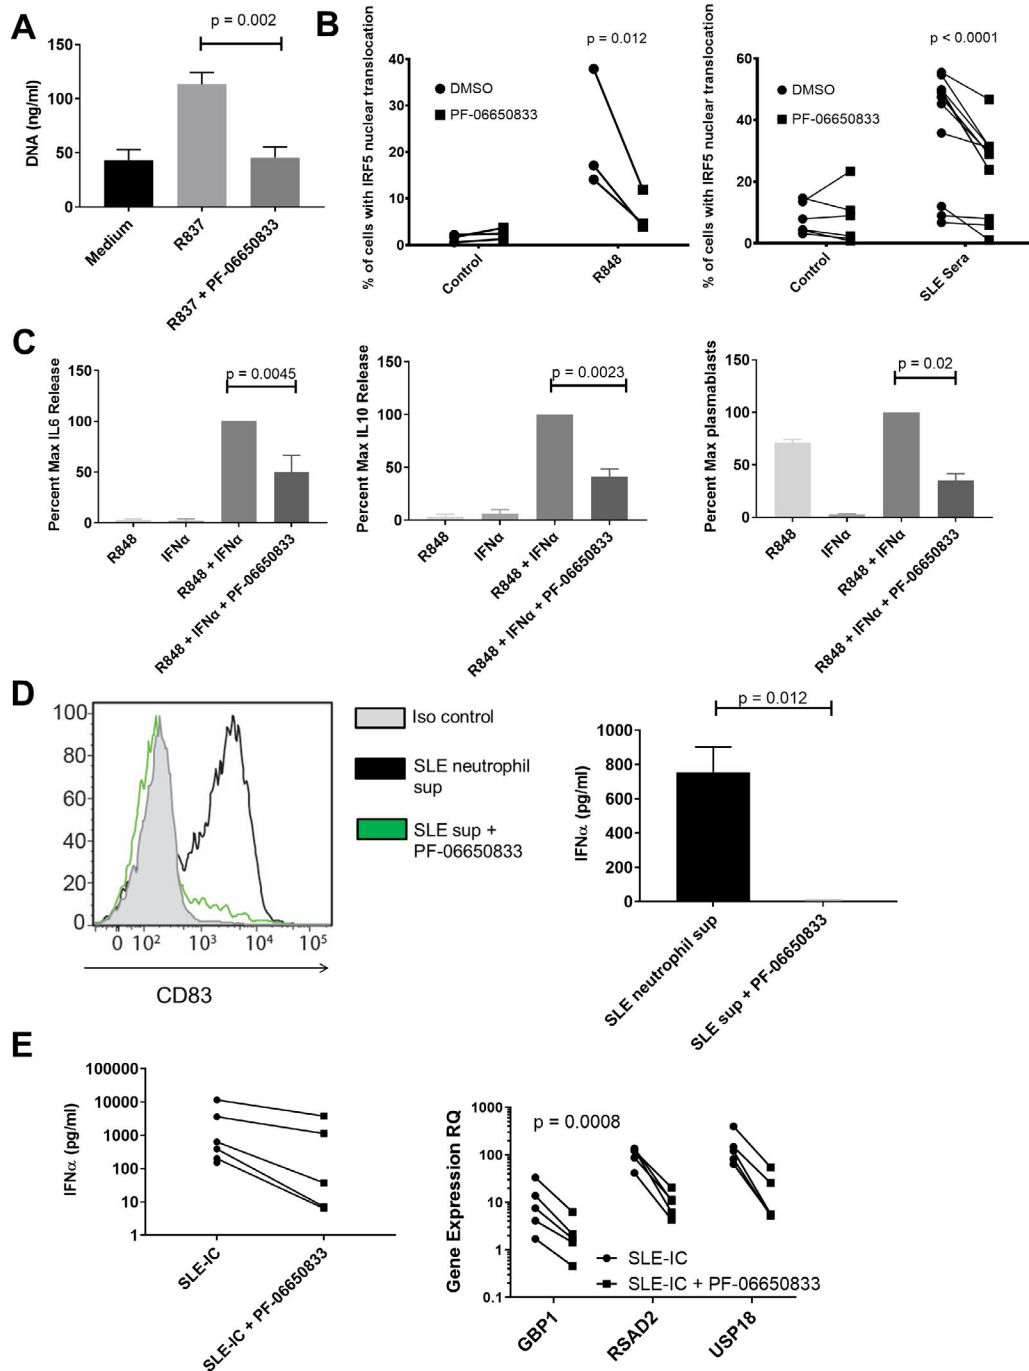 A
p = 0.002
150
100
50
0
DNA (ng/ml)
Medium
R837
R837 + PF-06650833
B
p = 0.012
40
30
20
10
0
% of cells with IRF5 nuclear translocation
DMSO
PF-06650833
Control
R848
p < 0.0001
60
40
20
0
% of cells with IRF5 nuclear translocation
DMSO
PF-06650833
Control
SLE Sera
C
p = 0.0045
150
100
50
0
Percent Max IL6 Release
R848
IFNα
R848 + IFNα
R848 + IFNα + PF-06650833
p = 0.0023
150
100
50
0
Percent Max IL10 Release
R848
IFNα
R848 + IFNα
R848 + IFNα + PF-06650833
p = 0.02
150
100
50
0
Percent Max plasmablasts
R848
IFNα
R848 + IFNα
R848 + IFNα + PF-06650833
D
100
80
60
40
20
0
0 10² 10³ 10⁴ 10⁵
CD83
Iso control
SLE neutrophil
sup
SLE sup +
PF-06650833
p = 0.012
1000
800
600
400
200
0
IFNα (pg/ml)
SLE neutrophil sup
SLE sup + PF-06650833
E
100000
10000
1000
100
10
1
IFNα (pg/ml)
SLE-IC
SLE-IC + PF-06650833
p = 0.0008
1000
100
10
1
0.1
Gene Expression RQ
SLE-IC
SLE-IC + PF-06650833
GBP1
RSAD2
USP18